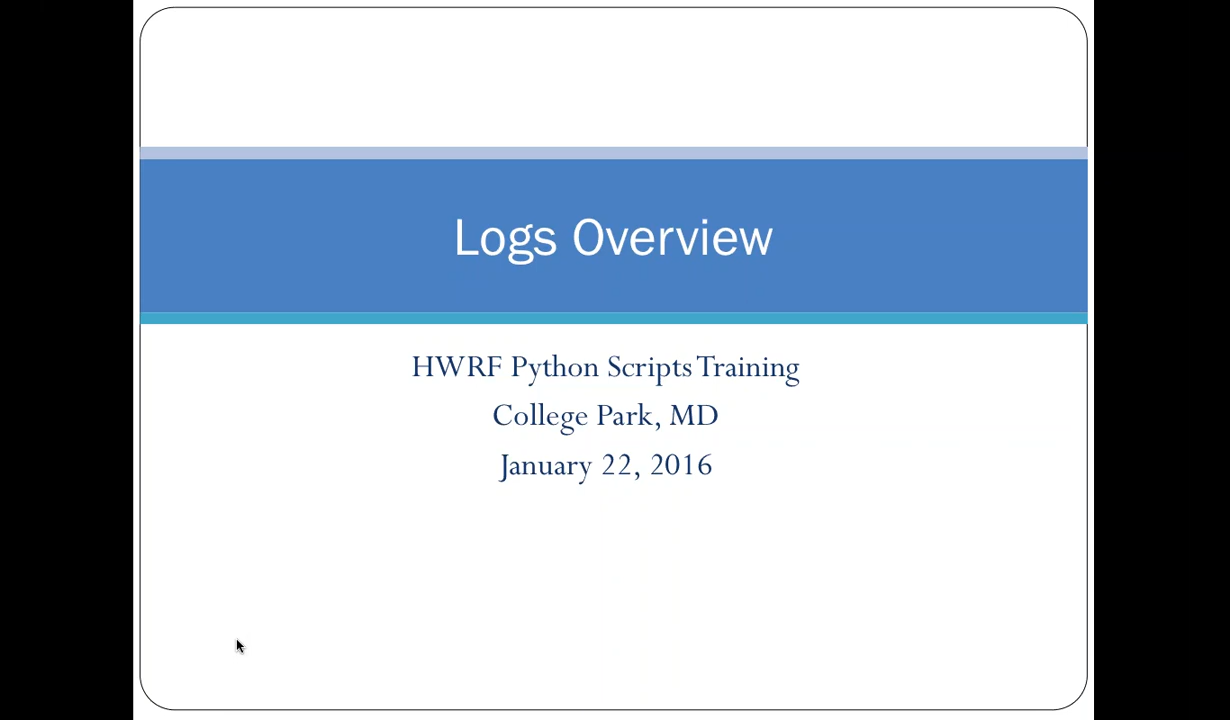 Logs Overview
HWRF Python Scripts Training
College Park, MD
January 22, 2016